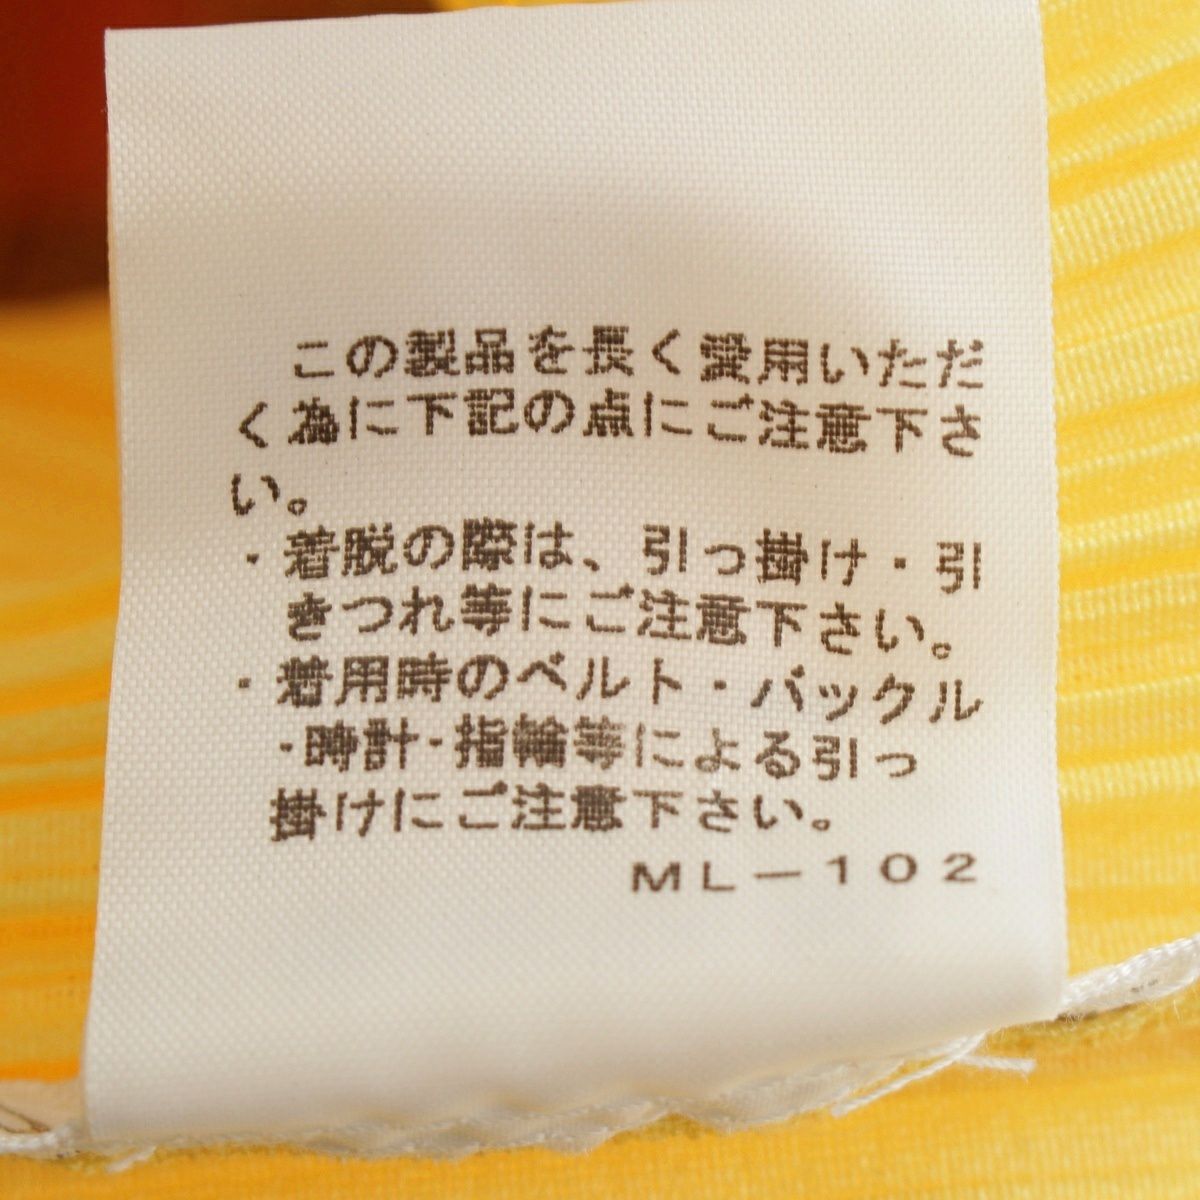 この製品を長く愛用いただ
く為に下記の点にご注意下さ
い。
・着脱の際は、引っ掛け・引
きつれ等にご注意下さい。
・着用時のベルト・バックル
・時計・指輪等による引っ
掛けにご注意下さい。
ML－102